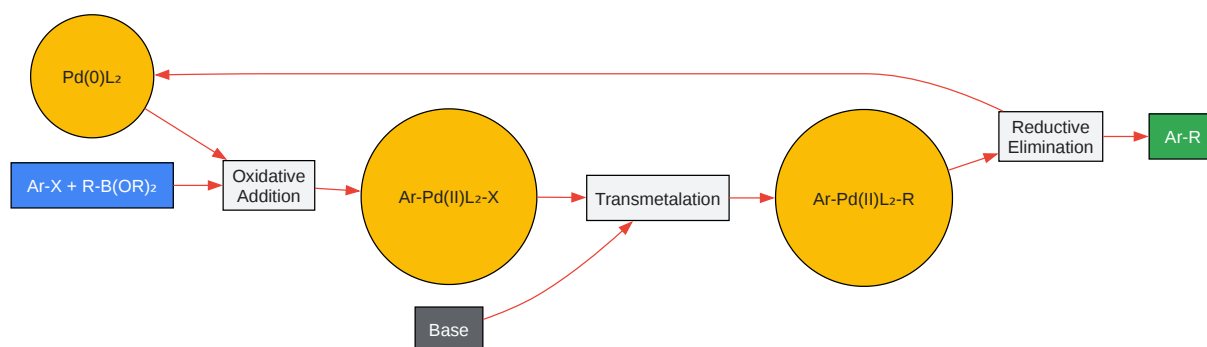 Pd(0)L₂
Ar-X + R-B(OR)₂
Oxidative
Addition
Ar-Pd(II)L₂-X
Base
Transmetalation
Ar-Pd(II)L₂-R
Reductive
Elimination
Ar-R